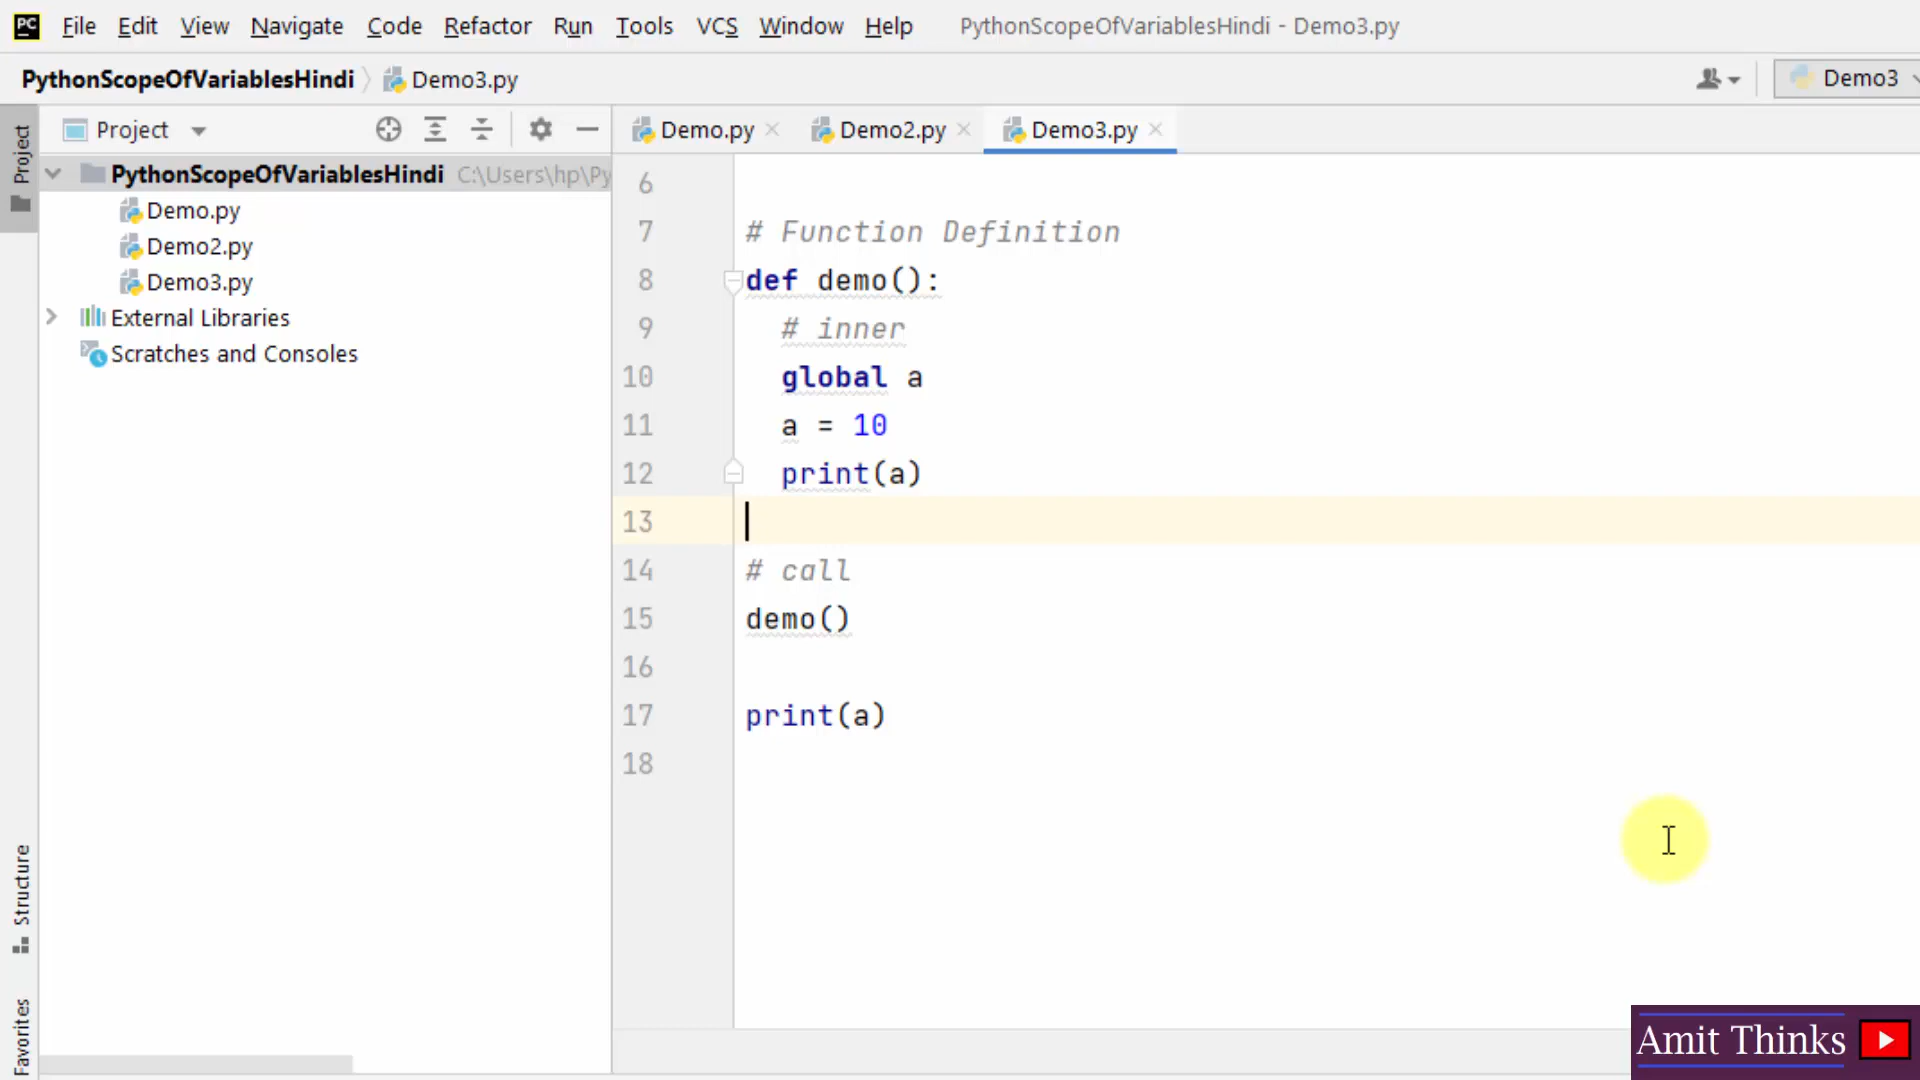 PC File Edit View Navigate Code Refactor Run Tools VCS Window Help PythonScopeOfVariablesHindi - Demo3.py
PythonScopeOfVariablesHindi Demo3.py Demo3
Project
Project
Demo.py Demo2.py Demo3.py
PythonScopeOfVariablesHindi C:\Users\hp\Py
Demo.py
Demo2.py
Demo3.py
External Libraries
Scratches and Consoles
6
7 # Function Definition
8 def demo():
9 # inner
10 global a
11 a = 10
12 print(a)
13
14 # call
15 demo()
16
17 print(a)
18
Structure
Favorites
Amit Thinks